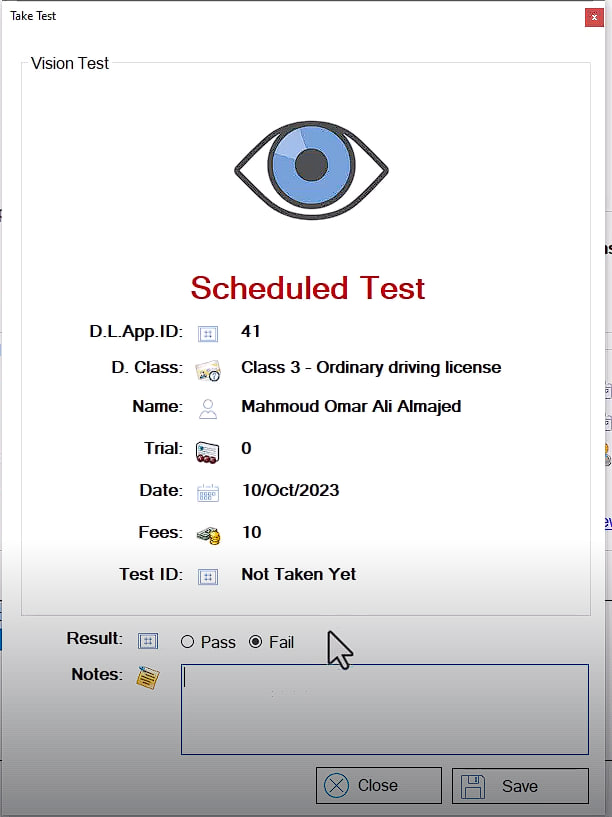 Take Test
Vision Test
Scheduled Test
D.L.App.ID: 41
D. Class: Class 3 - Ordinary driving license
Name: Mahmoud Omar Ali Almajed
Trial: 0
Date: 10/Oct/2023
Fees: 10
Test ID: Not Taken Yet
Result: Pass Fail
Notes:
Close Save